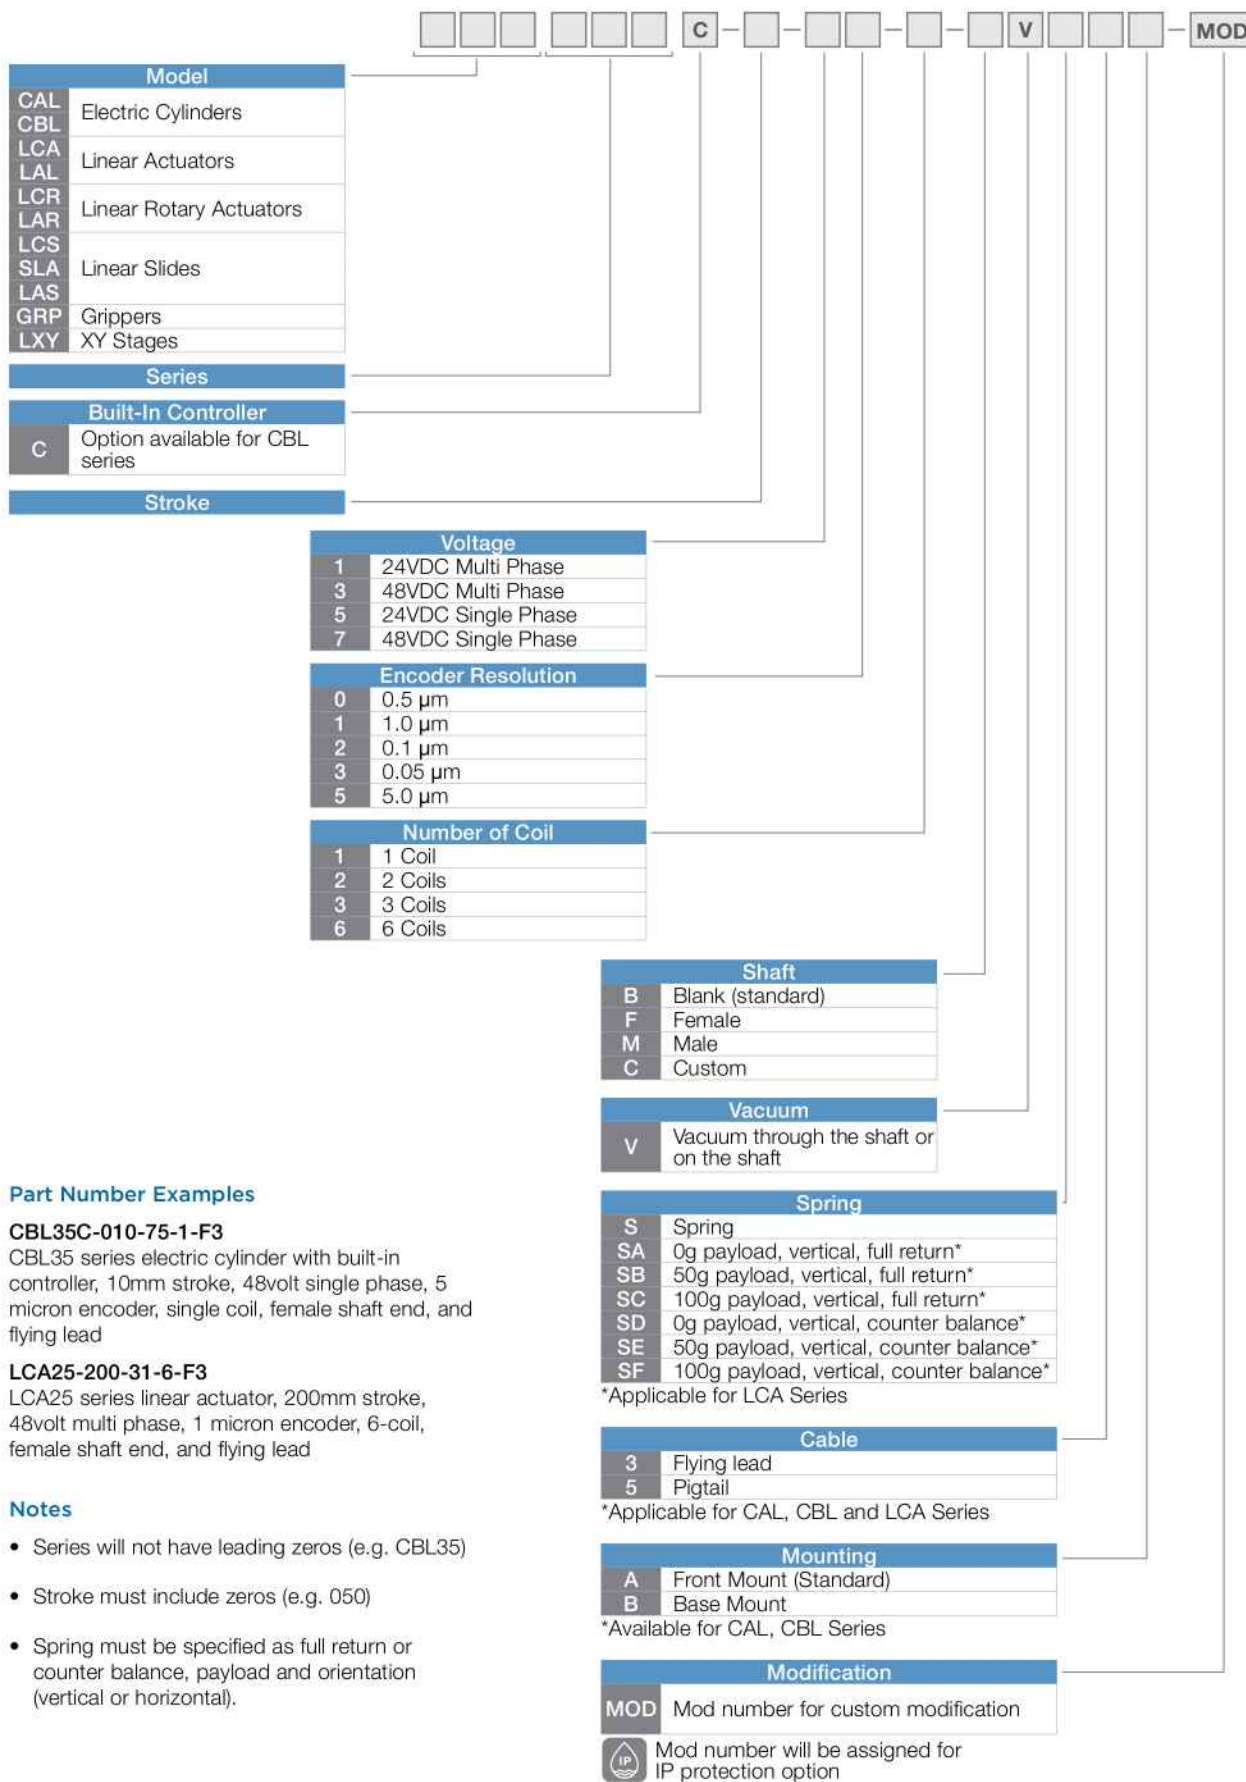 C – – – – V – MOD
Model
CAL
CBL
Electric Cylinders
LCA
LAL
Linear Actuators
LCR
LAR
Linear Rotary Actuators
LCS
SLA
LAS
Linear Slides
GRP Grippers
LXY XY Stages
Series
Built-In Controller
C Option available for CBL
series
Stroke
Voltage
1 24VDC Multi Phase
3 48VDC Multi Phase
5 24VDC Single Phase
7 48VDC Single Phase
Encoder Resolution
0 0.5 µm
1 1.0 µm
2 0.1 µm
3 0.05 µm
5 5.0 µm
Number of Coil
1 1 Coil
2 2 Coils
3 3 Coils
6 6 Coils
Shaft
B Blank (standard)
F Female
M Male
C Custom
Vacuum
V Vacuum through the shaft or
on the shaft
Spring
S Spring
SA 0g payload, vertical, full return*
SB 50g payload, vertical, full return*
SC 100g payload, vertical, full return*
SD 0g payload, vertical, counter balance*
SE 50g payload, vertical, counter balance*
SF 100g payload, vertical, counter balance*
*Applicable for LCA Series
Cable
3 Flying lead
5 Pigtail
*Applicable for CAL, CBL and LCA Series
Mounting
A Front Mount (Standard)
B Base Mount
*Available for CAL, CBL Series
Modification
MOD Mod number for custom modification
IP Mod number will be assigned for
IP protection option
Part Number Examples
CBL35C-010-75-1-F3
CBL35 series electric cylinder with built-in
controller, 10mm stroke, 48volt single phase, 5
micron encoder, single coil, female shaft end, and
flying lead
LCA25-200-31-6-F3
LCA25 series linear actuator, 200mm stroke,
48volt multi phase, 1 micron encoder, 6-coil,
female shaft end, and flying lead
Notes
• Series will not have leading zeros (e.g. CBL35)
• Stroke must include zeros (e.g. 050)
• Spring must be specified as full return or
counter balance, payload and orientation
(vertical or horizontal).